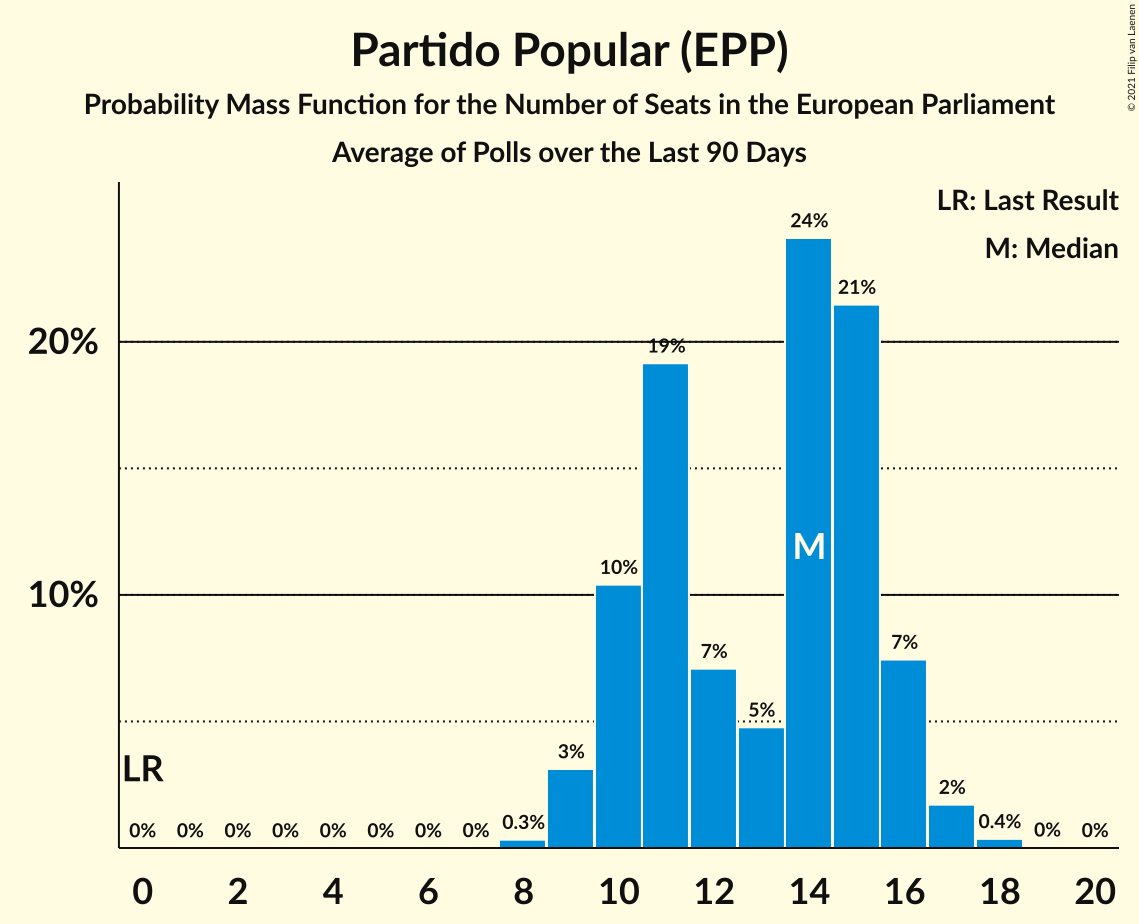 Partido Popular (EPP)
Probability Mass Function for the Number of Seats in the European Parliament
Average of Polls over the Last 90 Days
© 2021 Filip van Laenen
LR: Last Result
M: Median
20%
10%
LR
M
0% 0% 0% 0% 0% 0% 0% 0% 0.3% 3% 10% 19% 7% 5% 24% 21% 7% 2% 0.4% 0% 0%
0 2 4 6 8 10 12 14 16 18 20